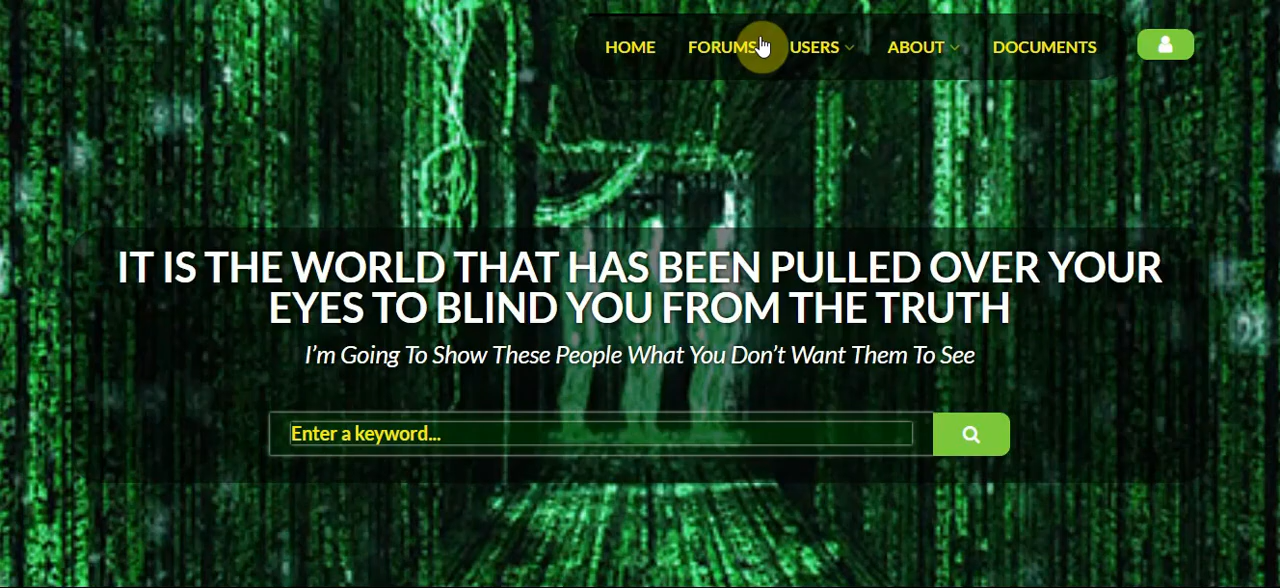 HOME FORUMS USERS ABOUT DOCUMENTS
IT IS THE WORLD THAT HAS BEEN PULLED OVER YOUR
EYES TO BLIND YOU FROM THE TRUTH
I’m Going To Show These People What You Don’t Want Them To See
Enter a keyword...